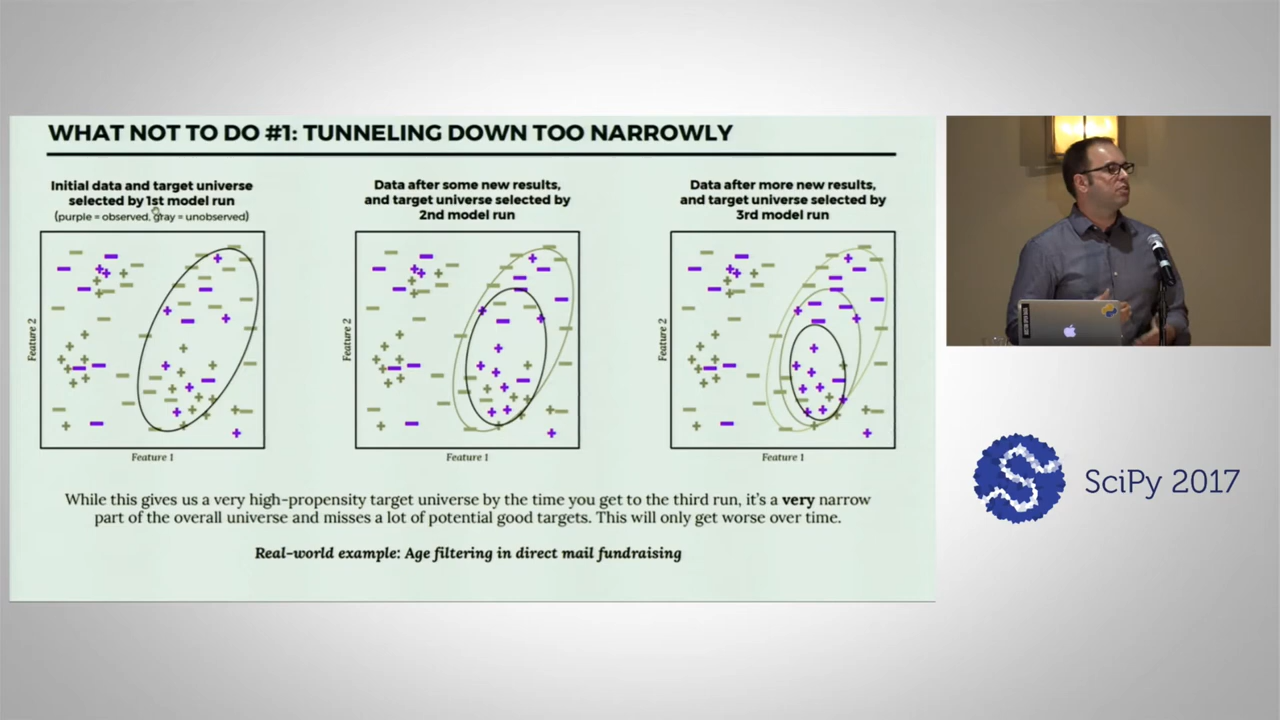 WHAT NOT TO DO #1: TUNNELING DOWN TOO NARROWLY
Initial data and target universe
selected by 1st model run
(purple = observed, gray = unobserved)
Feature 2
Feature 1
Data after some new results,
and target universe selected by
2nd model run
Feature 2
Feature 1
Data after more new results,
and target universe selected by
3rd model run
Feature 2
Feature 1
While this gives us a very high-propensity target universe by the time you get to the third run, it's a very narrow
part of the overall universe and misses a lot of potential good targets. This will only get worse over time.
Real-world example: Age filtering in direct mail fundraising
SciPy 2017